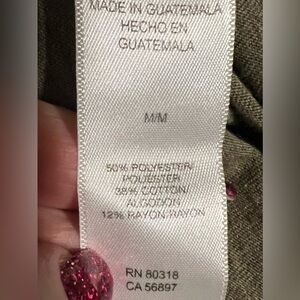 MADE IN GUATEMALA
HECHO EN
GUATEMALA
M/M
50% POLYESTER/
POLIESTER
38% COTTON/
ALGODON
12% RAYON/RAYON
RN 80318
CA 56897